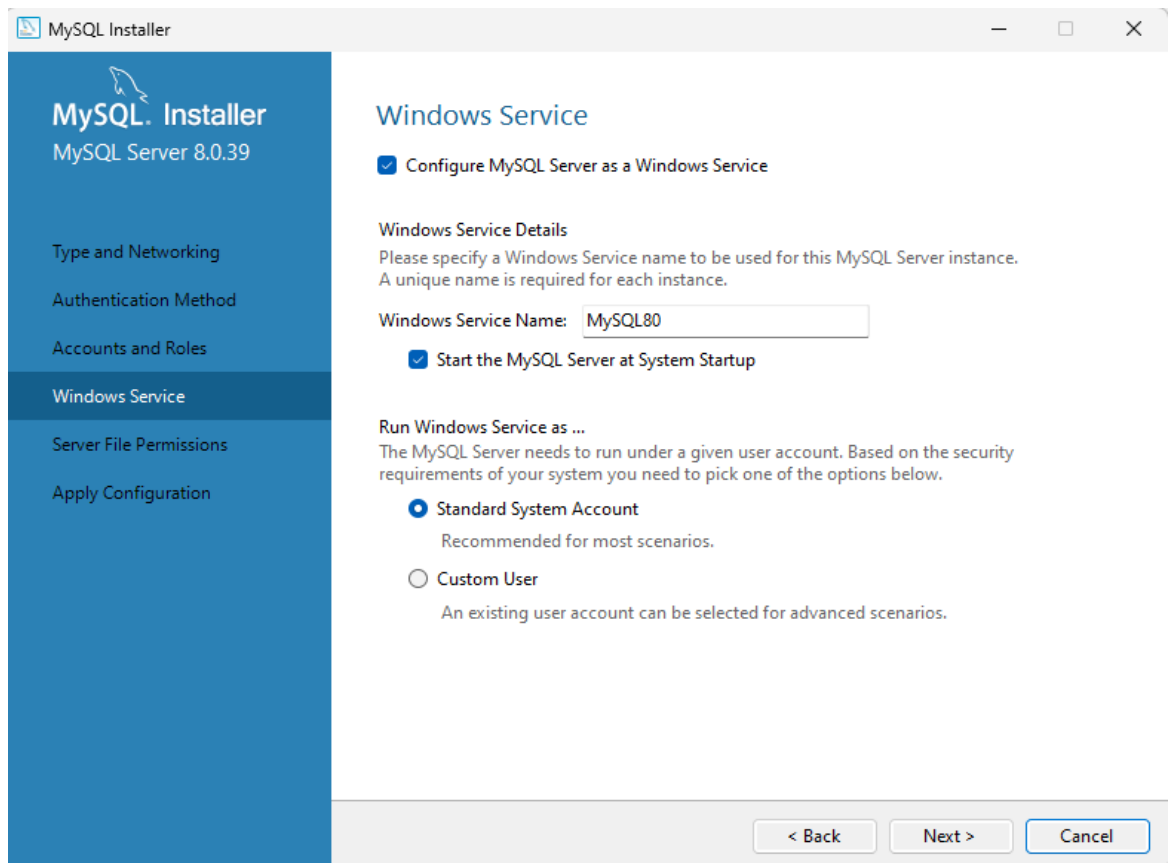 MySQL Installer
MySQL. Installer
MySQL Server 8.0.39
Type and Networking
Authentication Method
Accounts and Roles
Windows Service
Server File Permissions
Apply Configuration
Windows Service
Configure MySQL Server as a Windows Service
Windows Service Details
Please specify a Windows Service name to be used for this MySQL Server instance.
A unique name is required for each instance.
Windows Service Name: MySQL80
Start the MySQL Server at System Startup
Run Windows Service as ...
The MySQL Server needs to run under a given user account. Based on the security
requirements of your system you need to pick one of the options below.
Standard System Account
Recommended for most scenarios.
Custom User
An existing user account can be selected for advanced scenarios.
< Back Next > Cancel